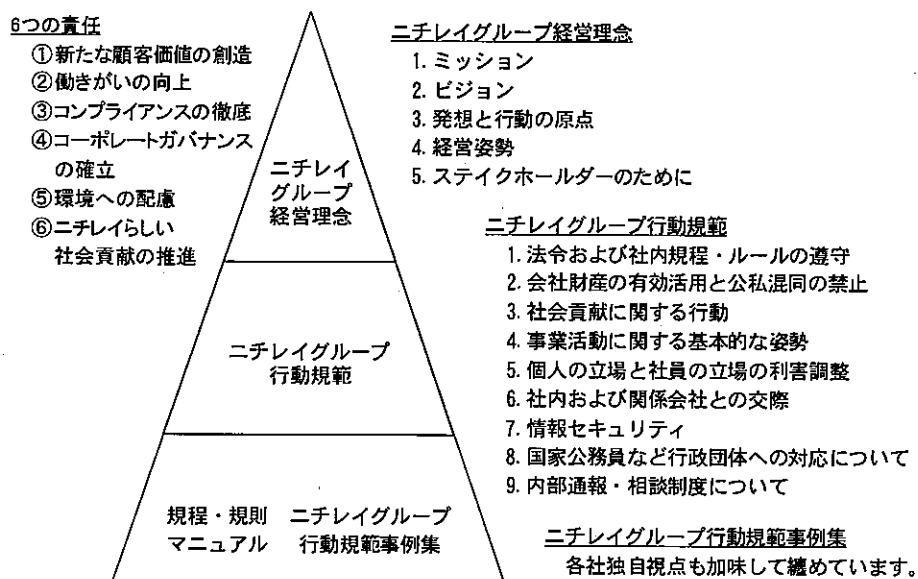 6つの責任
①新たな顧客価値の創造
②働きがいの向上
③コンプライアンスの徹底
④コーポレートガバナンス
の確立
⑤環境への配慮
⑥ニチレイらしい
社会貢献の推進
ニチレイ
グループ
経営理念
ニチレイグループ
行動規範
規程・規則
マニュアル
ニチレイグループ
行動規範事例集
ニチレイグループ経営理念
1. ミッション
2. ビジョン
3. 発想と行動の原点
4. 経営姿勢
5. ステイクホールダーのために
ニチレイグループ行動規範
1. 法令および社内規程・ルールの遵守
2. 会社財産の有効活用と公私混同の禁止
3. 社会貢献に関する行動
4. 事業活動に関する基本的な姿勢
5. 個人の立場と社員の立場の利害調整
6. 社内および関係会社との交際
7. 情報セキュリティ
8. 国家公務員など行政団体への対応について
9. 内部通報・相談制度について
ニチレイグループ行動規範事例集
各社独自視点も加味して纏めています。